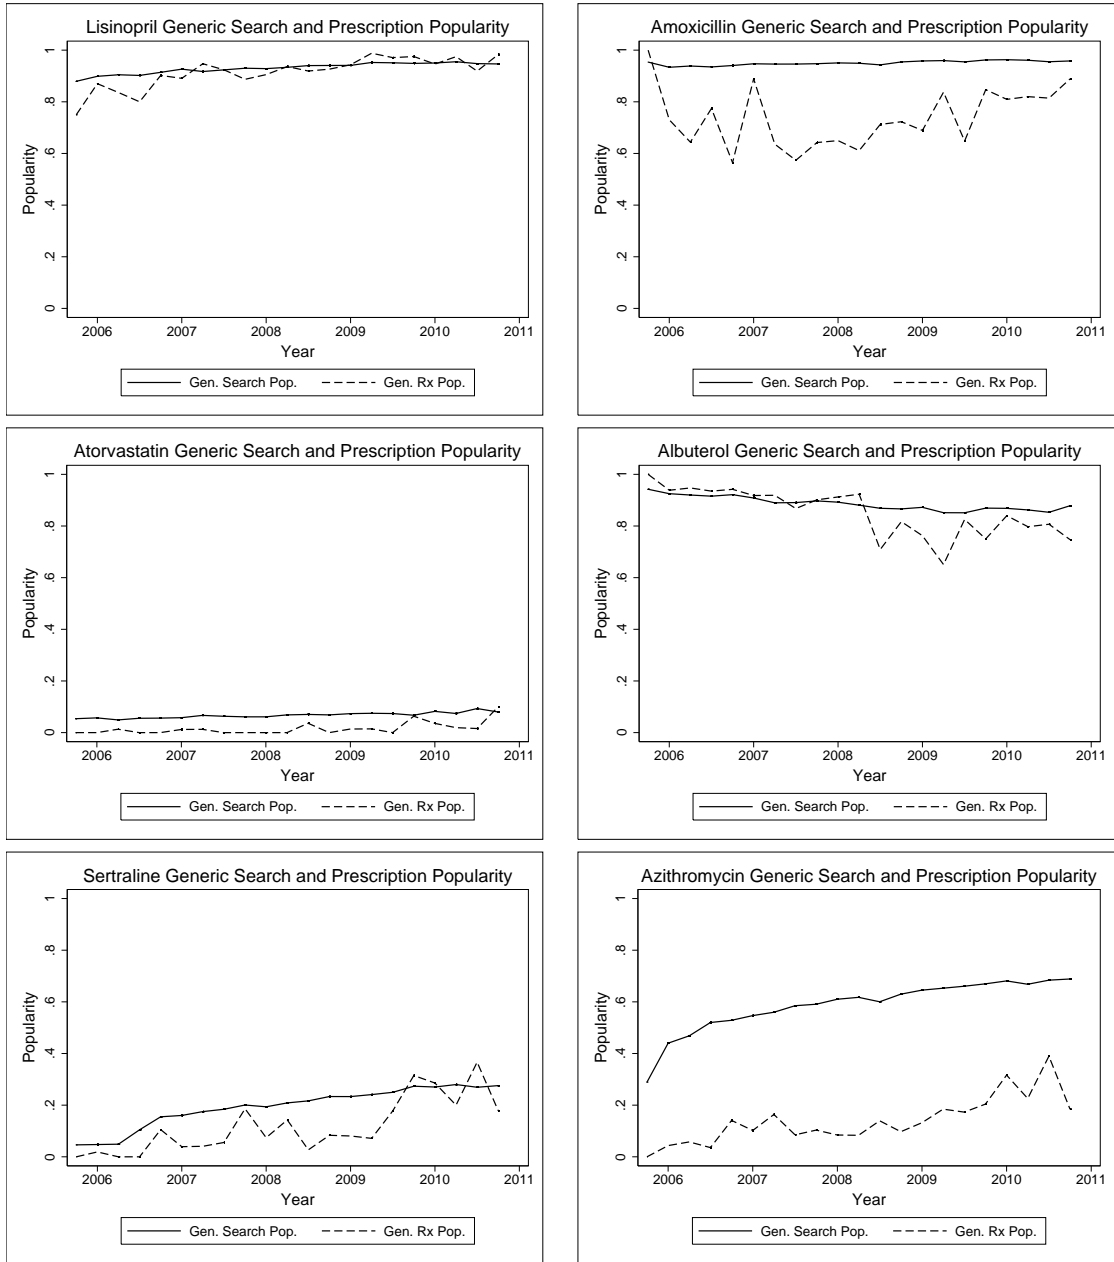 Lisinopril Generic Search and Prescription Popularity
Popularity
1
.8
.6
.4
.2
0
2006 2007 2008 2009 2010 2011
Year
Gen. Search Pop. Gen. Rx Pop.
Amoxicillin Generic Search and Prescription Popularity
Popularity
1
.8
.6
.4
.2
0
2006 2007 2008 2009 2010 2011
Year
Gen. Search Pop. Gen. Rx Pop.
Atorvastatin Generic Search and Prescription Popularity
Popularity
1
.8
.6
.4
.2
0
2006 2007 2008 2009 2010 2011
Year
Gen. Search Pop. Gen. Rx Pop.
Albuterol Generic Search and Prescription Popularity
Popularity
1
.8
.6
.4
.2
0
2006 2007 2008 2009 2010 2011
Year
Gen. Search Pop. Gen. Rx Pop.
Sertraline Generic Search and Prescription Popularity
Popularity
1
.8
.6
.4
.2
0
2006 2007 2008 2009 2010 2011
Year
Gen. Search Pop. Gen. Rx Pop.
Azithromycin Generic Search and Prescription Popularity
Popularity
1
.8
.6
.4
.2
0
2006 2007 2008 2009 2010 2011
Year
Gen. Search Pop. Gen. Rx Pop.